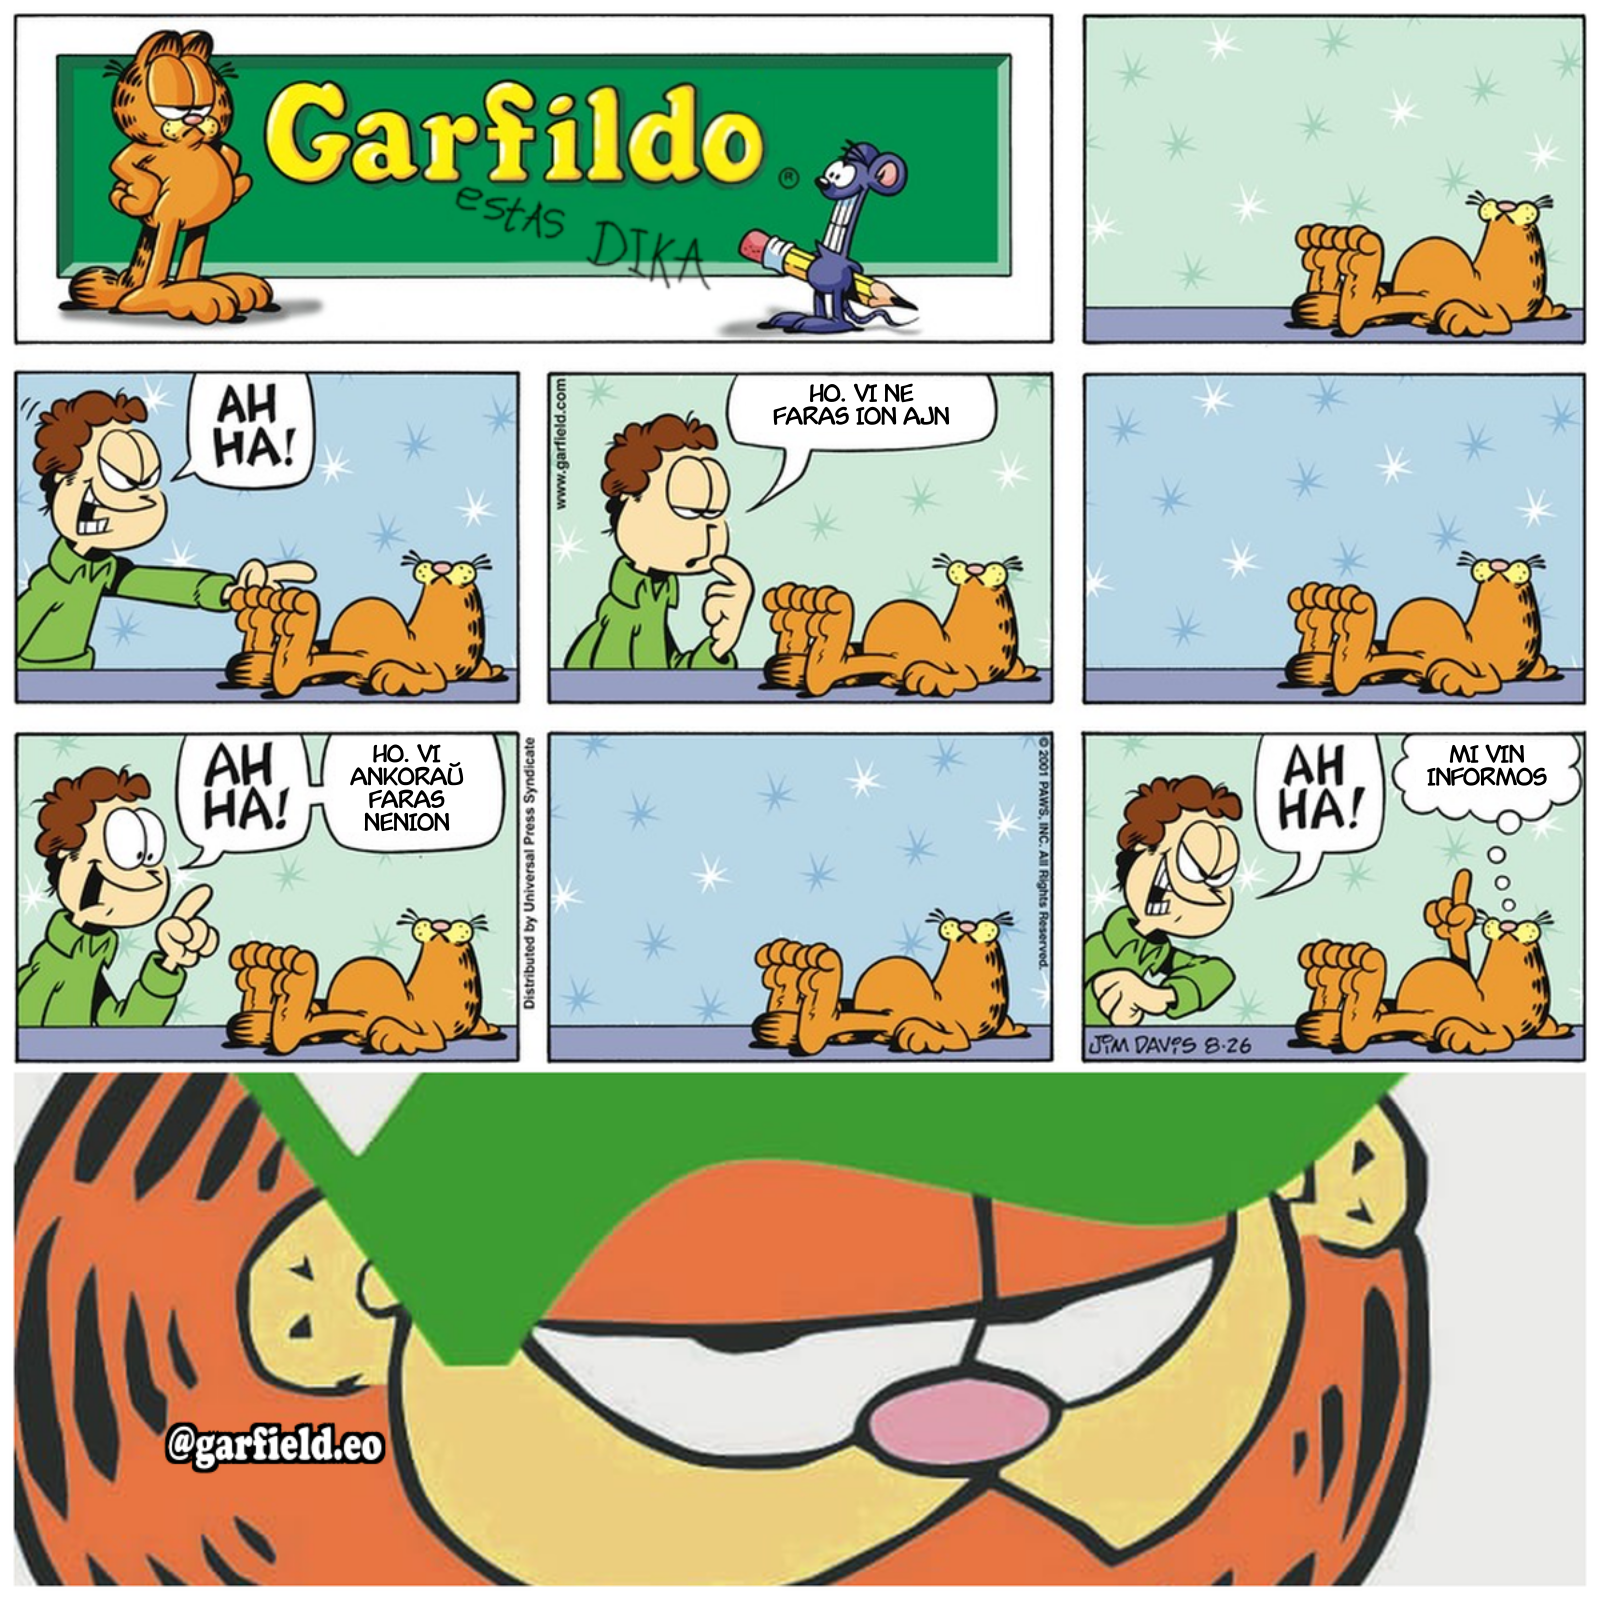 Garfildo
®
estAS DIKA
AH
HA!
www.garfield.com
HO. VI NE
FARAS ION AJN
AH
HA!
HO. VI
ANKORAŬ
FARAS
NENION
Distributed by Universal Press Syndicate
© 2001 PAWS, INC. All Rights Reserved.
AH
HA!
MI VIN
INFORMOS
JiM DAViS 8·26
@garfield.eo